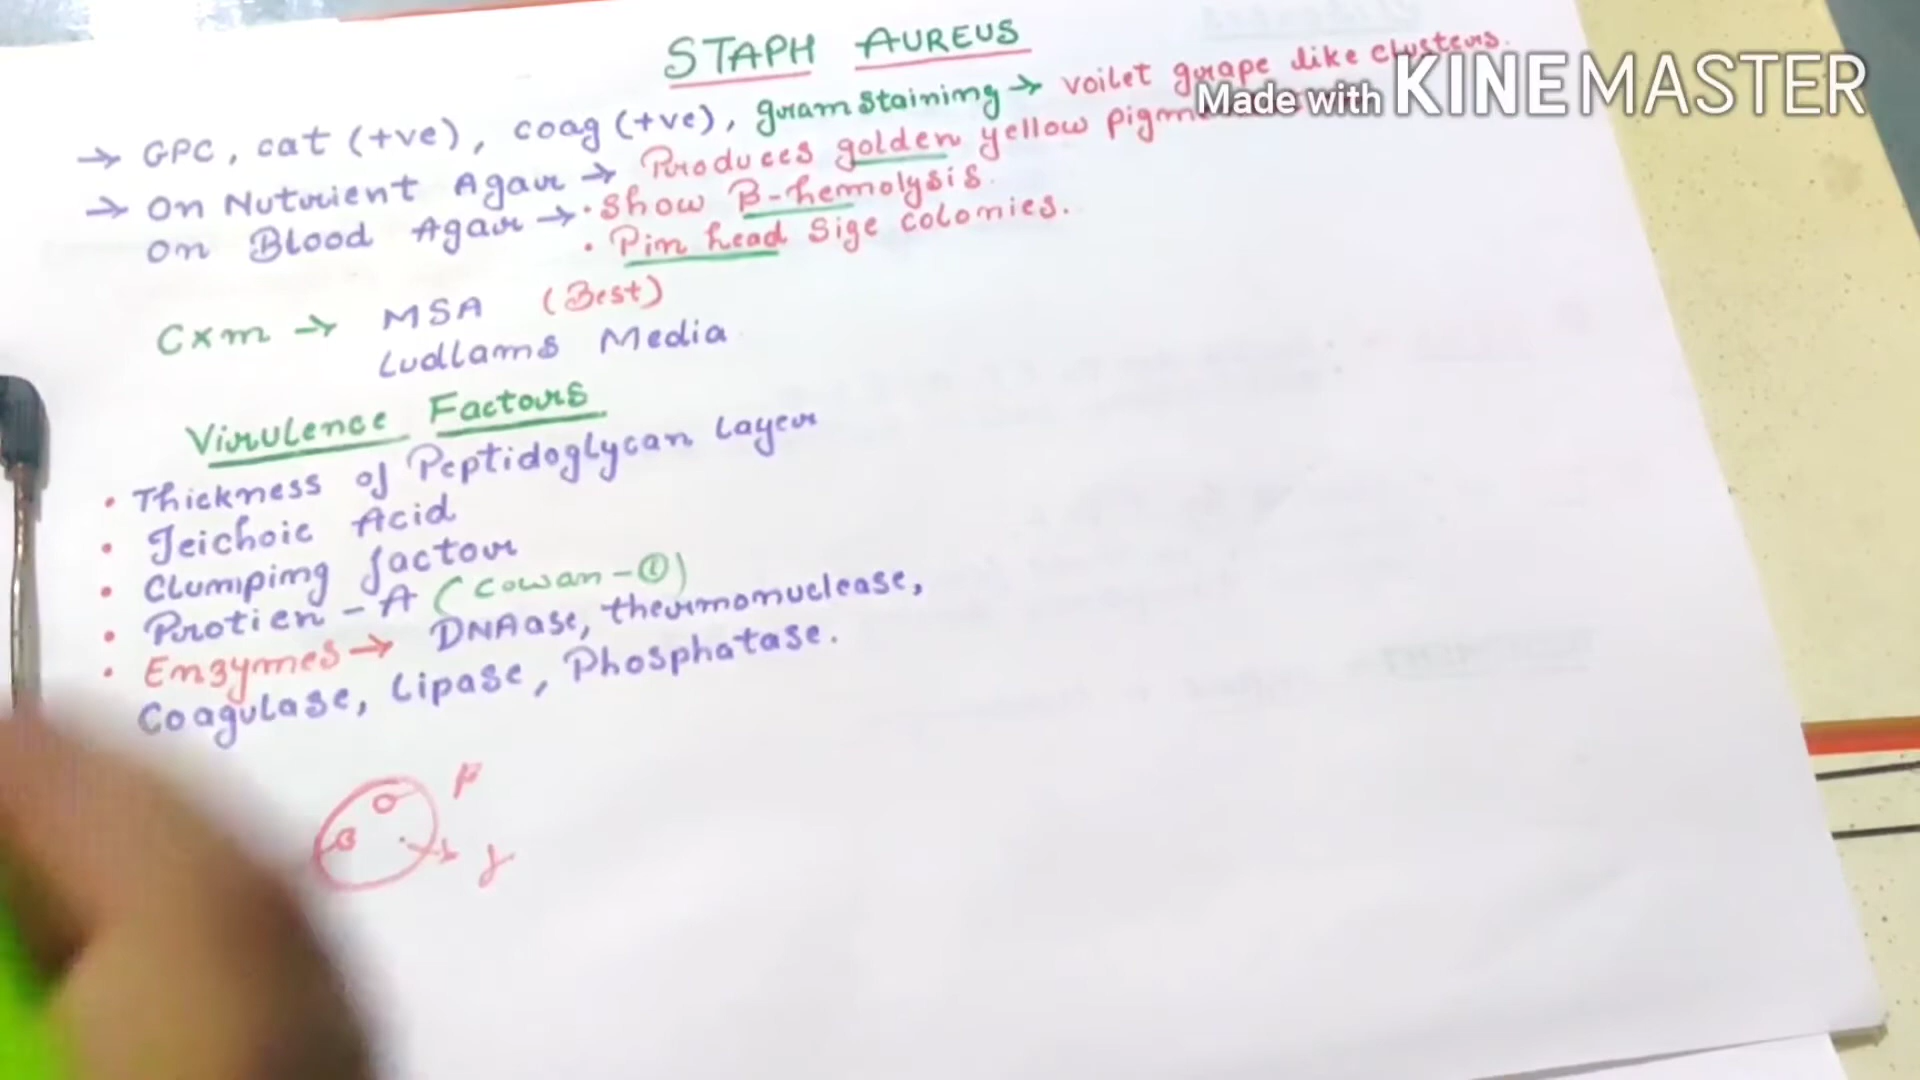 STAPH AUREUS
→ GPC, cat (+ve), coag (+ve), gram staining → voilet grape like clusters.
→ On Nutrient Agar → Produces golden yellow
On Blood Agar → • Show B-hemolysis.
• Pin head size colonies.
Cxm → MSA (Best)
Ludlams Media
Virulence Factors
• Thickness of Peptidoglycan Layer
• Teichoic Acid
• Clumping factor
• Protien - A (Cowan - ①)
• Enzymes → DNAase, thermonuclease,
Coagulase, Lipase, Phosphatase.
Made with KINEMASTER